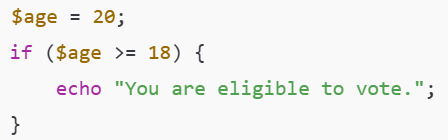 $age = 20;
if ($age >= 18) {
    echo "You are eligible to vote.";
}